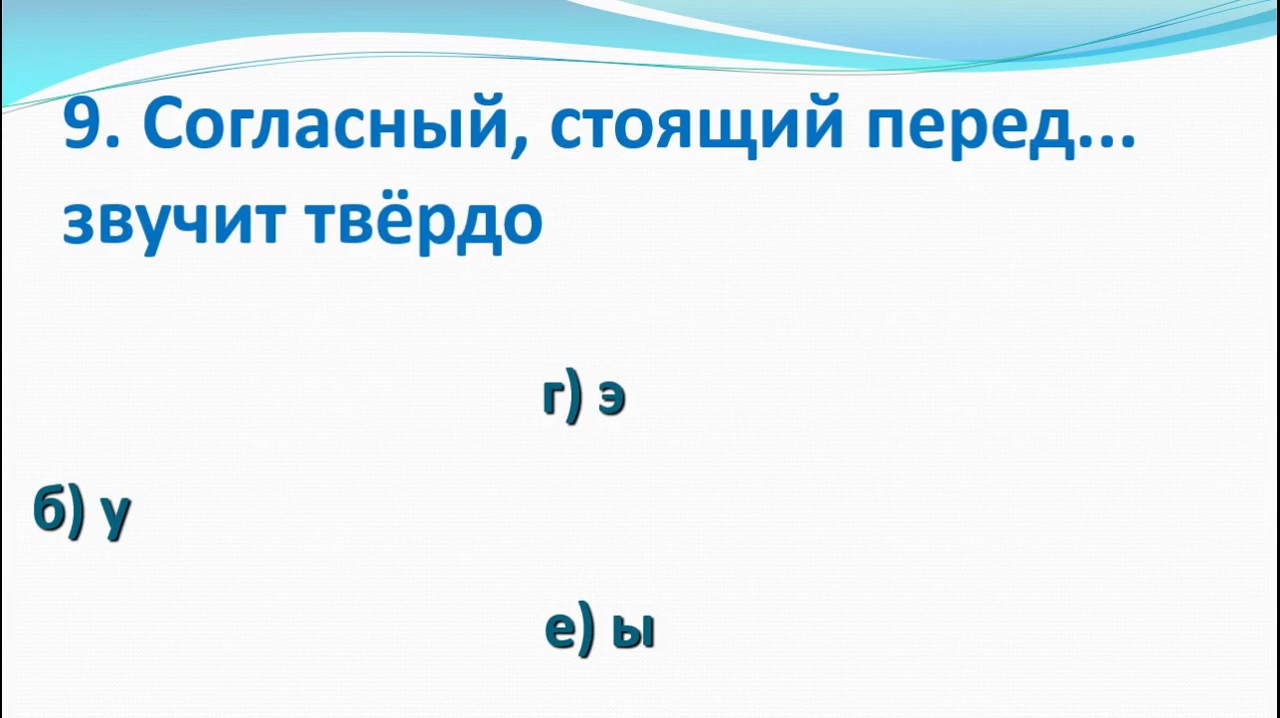 9. Согласный, стоящий перед...
звучит твёрдо
г) э
б) у
е) ы